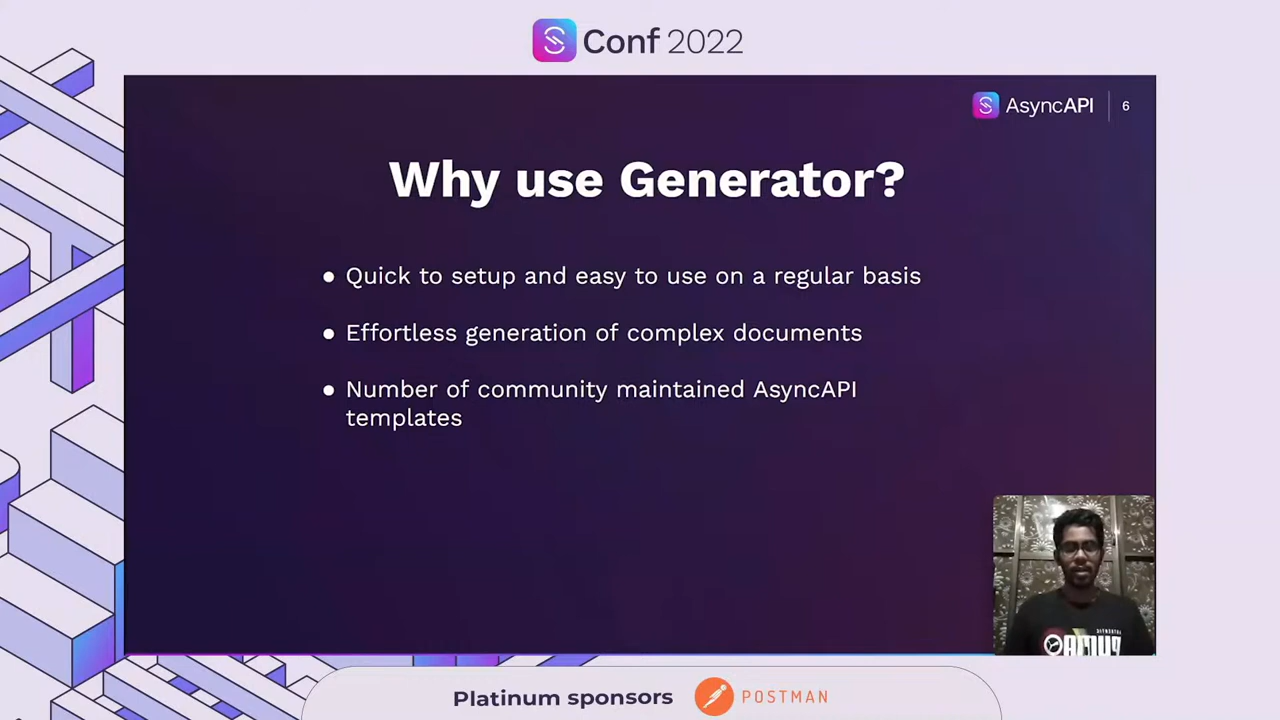 Conf 2022
AsyncAPI | 6
Why use Generator?
● Quick to setup and easy to use on a regular basis
● Effortless generation of complex documents
● Number of community maintained AsyncAPI
templates
Platinum sponsors POSTMAN